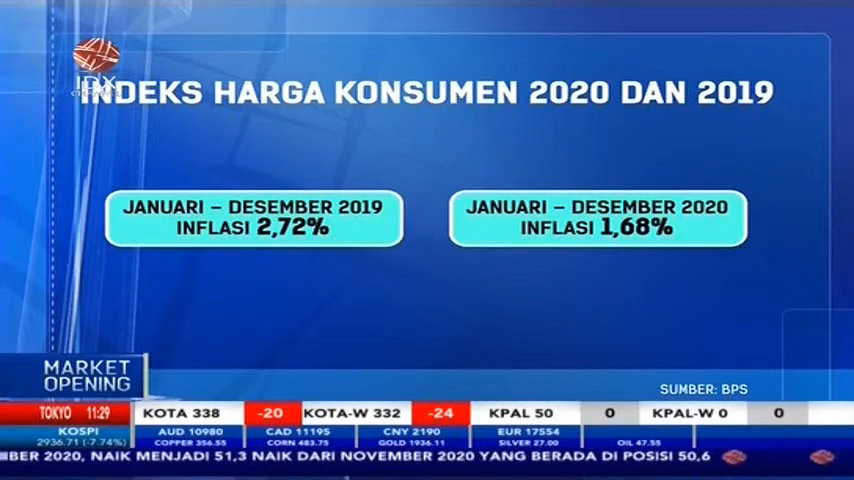 IDX
INDEKS HARGA KONSUMEN 2020 DAN 2019
JANUARI – DESEMBER 2019
INFLASI 2,72%
JANUARI – DESEMBER 2020
INFLASI 1,68%
MARKET
OPENING
SUMBER: BPS
TOKYO 11:29 KOTA 338 -20 KOTA-W 332 -24 KPAL 50 0 KPAL-W 0 0
KOSPI
2936.71 (-7.74%)
AUD 10980 CAD 11195 CNY 2190 EUR 17554
COPPER 356.55 CORN 483.75 GOLD 1936.11 SILVER 27.00 OIL 47.55
BER 2020, NAIK MENJADI 51,3 NAIK DARI NOVEMBER 2020 YANG BERADA DI POSISI 50,6